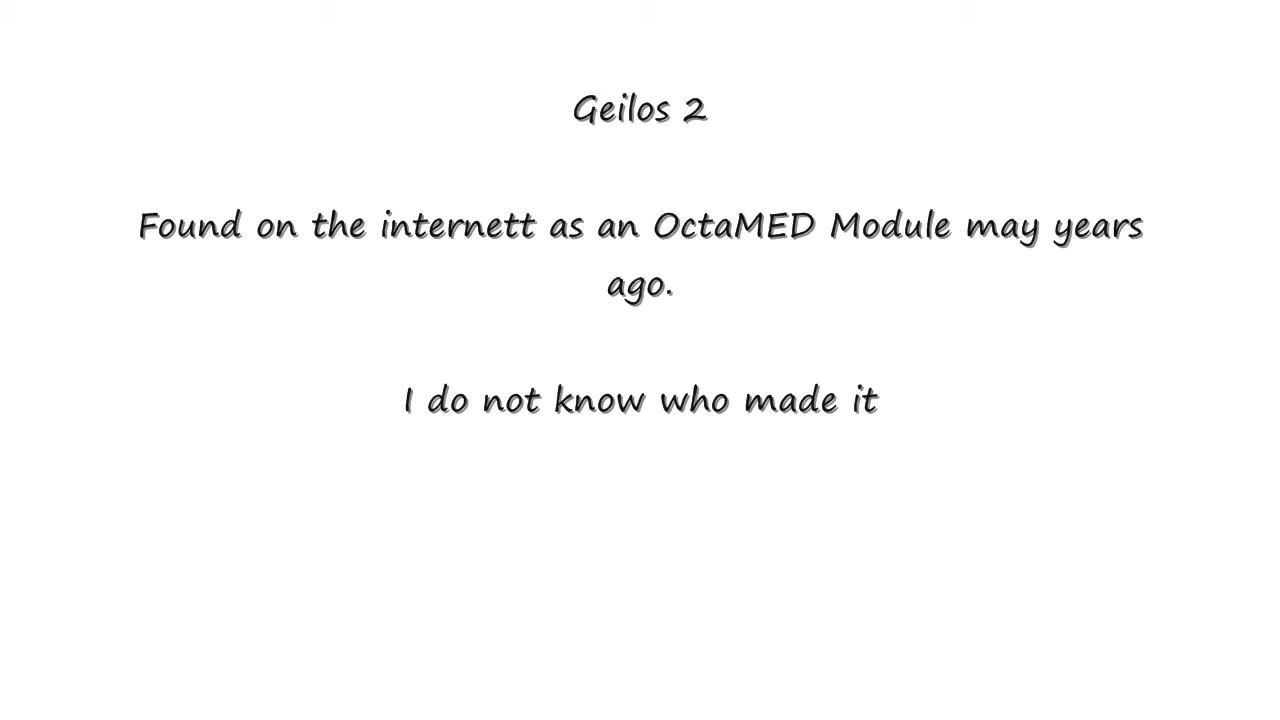 Geilos 2
Found on the internett as an OctaMED Module may years
ago.
I do not know who made it